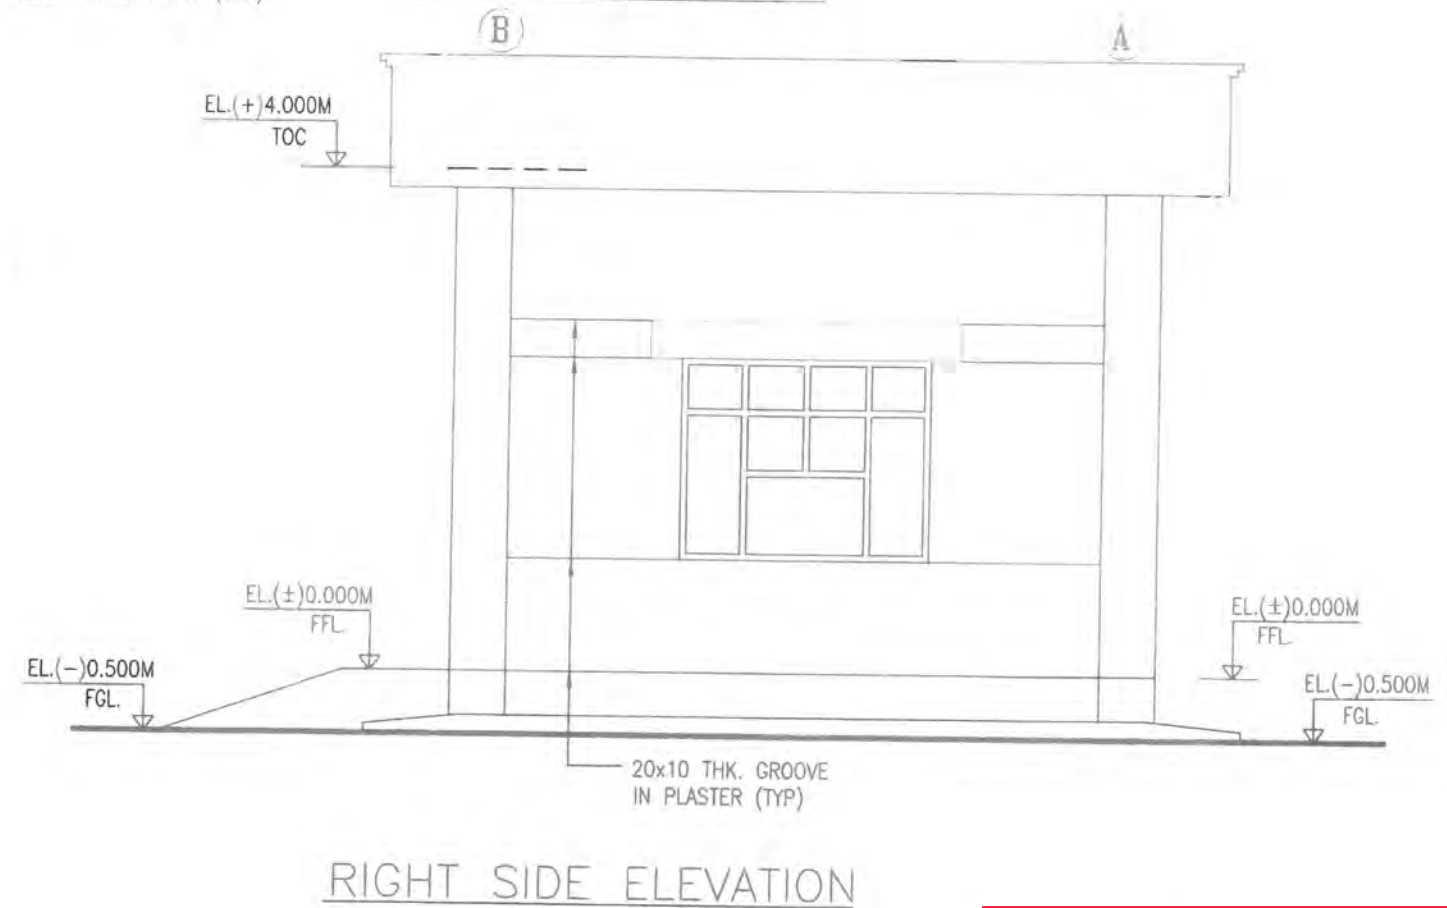 B
A
EL.(+)4.000M
TOC
EL.(±)0.000M
FFL
EL.(±)0.000M
FFL
EL.(-)0.500M
FGL.
EL.(-)0.500M
FGL.
20x10 THK. GROOVE
IN PLASTER (TYP)
RIGHT SIDE ELEVATION